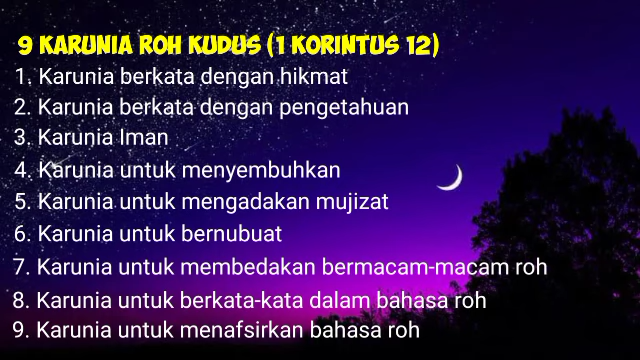 9 KARUNIA ROH KUDUS (1 KORINTUS 12)
1. Karunia berkata dengan hikmat
2. Karunia berkata dengan pengetahuan
3. Karunia Iman
4. Karunia untuk menyembuhkan
5. Karunia untuk mengadakan mujizat
6. Karunia untuk bernubuat
7. Karunia untuk membedakan bermacam-macam roh
8. Karunia untuk berkata-kata dalam bahasa roh
9. Karunia untuk menafsirkan bahasa roh